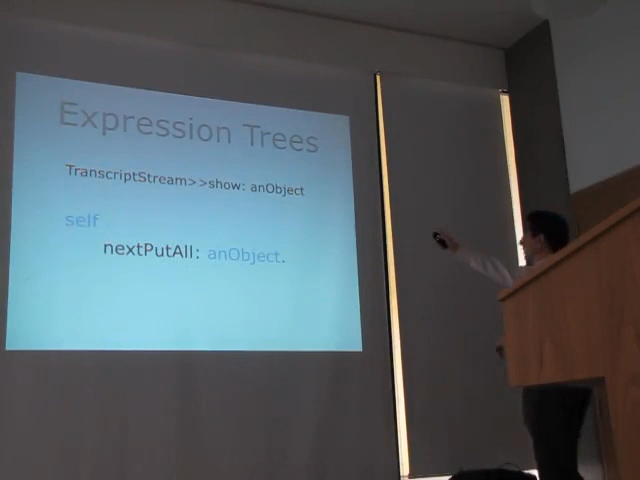 Expression Trees
TranscriptStream>>show: anObject
self
nextPutAll: anObject.